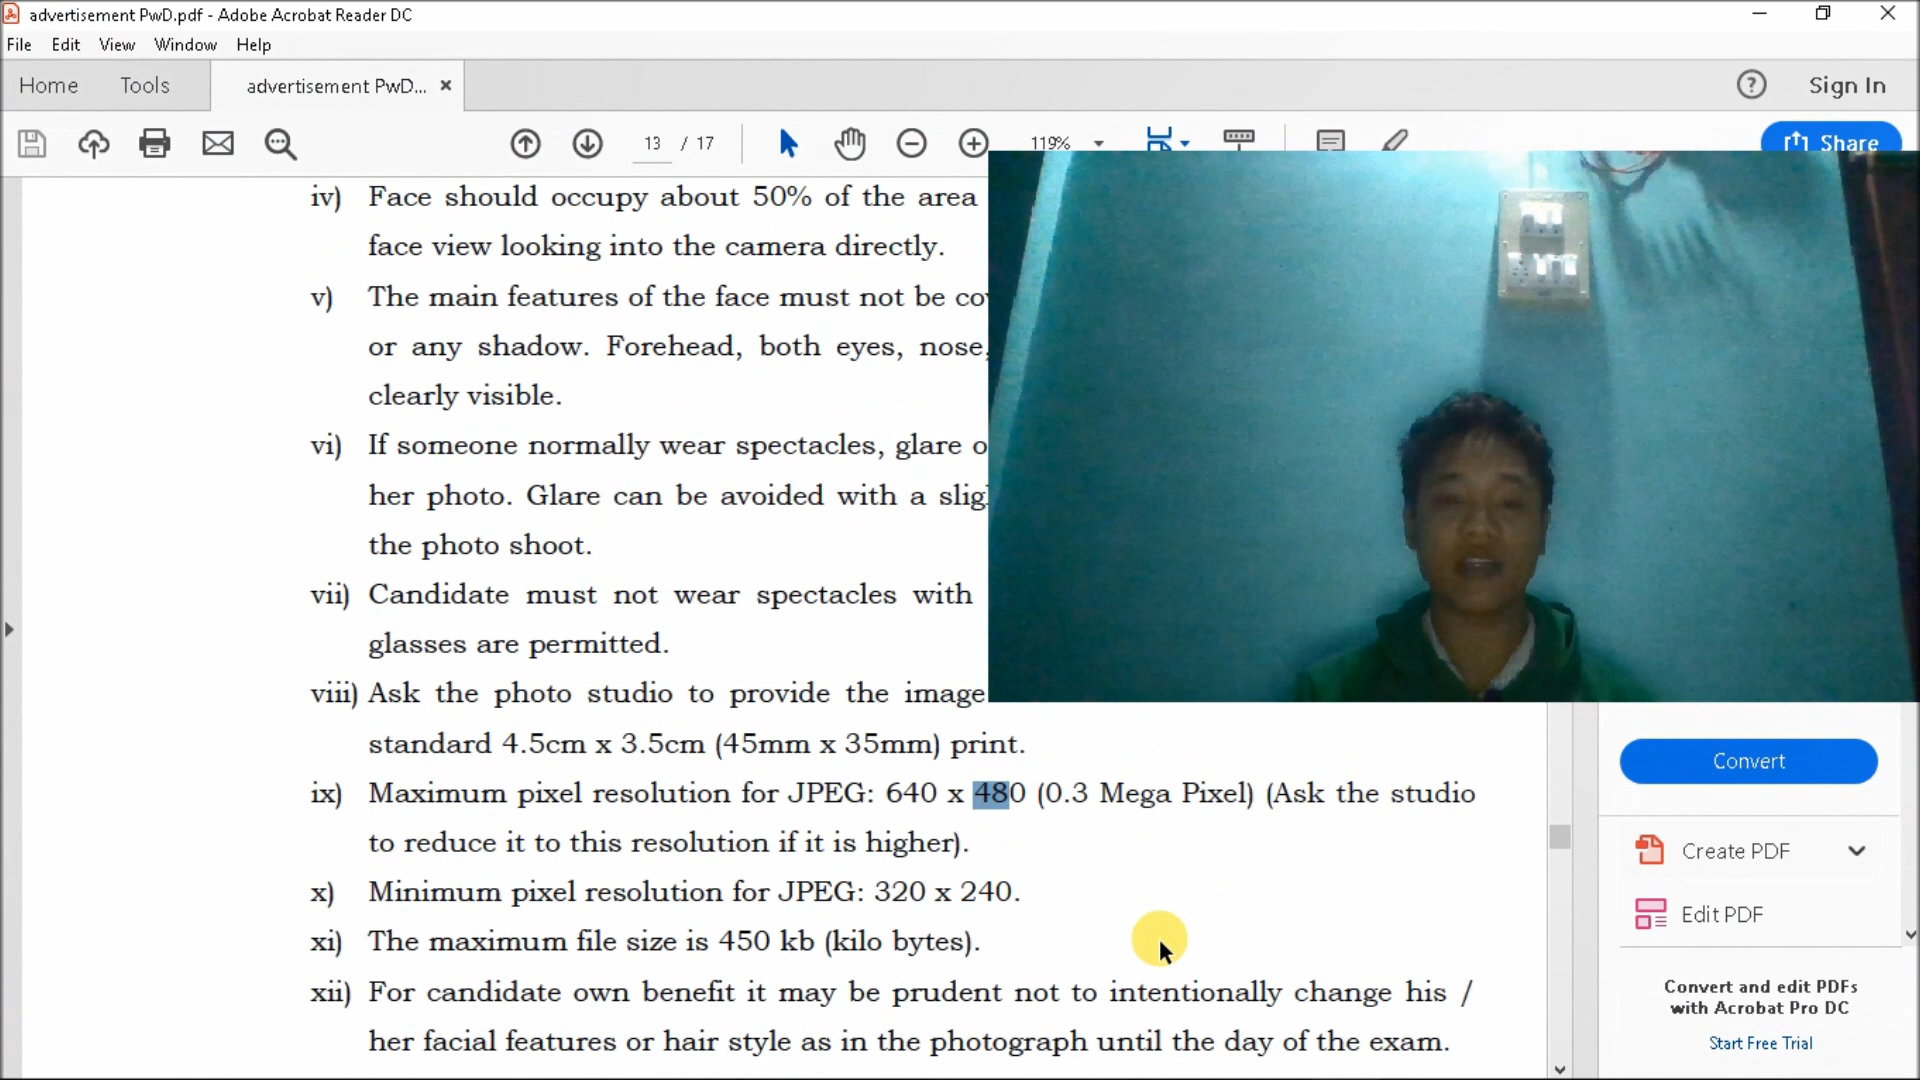 advertisement PwD.pdf - Adobe Acrobat Reader DC
File Edit View Window Help
Home Tools advertisement PwD... × ? Sign In
13 / 17 119% Share
iv) Face should occupy about 50% of the area
face view looking into the camera directly.
v) The main features of the face must not be
or any shadow. Forehead, both eyes, nose,
clearly visible.
vi) If someone normally wear spectacles, glare
her photo. Glare can be avoided with a
the photo shoot.
vii) Candidate must not wear spectacles with
glasses are permitted.
viii) Ask the photo studio to provide the image
standard 4.5cm x 3.5cm (45mm x 35mm) print.
ix) Maximum pixel resolution for JPEG: 640 x 480 (0.3 Mega Pixel) (Ask the studio
to reduce it to this resolution if it is higher).
x) Minimum pixel resolution for JPEG: 320 x 240.
xi) The maximum file size is 450 kb (kilo bytes).
xii) For candidate own benefit it may be prudent not to intentionally change his /
her facial features or hair style as in the photograph until the day of the exam.
Convert
Create PDF
Edit PDF
Convert and edit PDFs
with Acrobat Pro DC
Start Free Trial